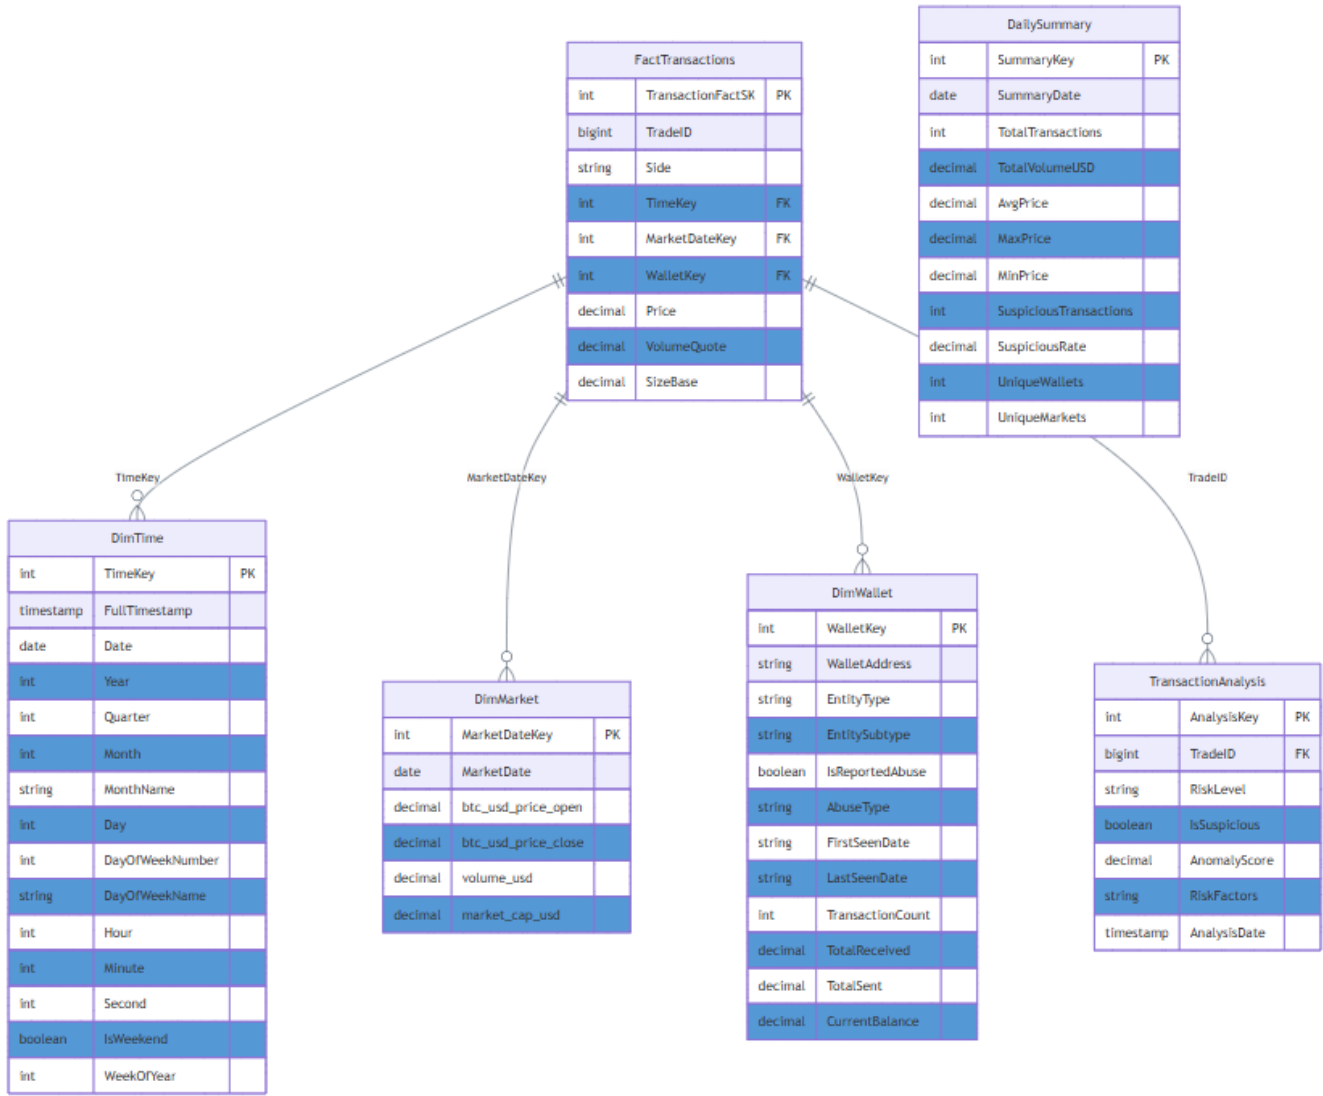 FactTransactions
int TransactionFactSK PK
bigint TradeID
string Side
int TimeKey FK
int MarketDateKey FK
int WalletKey FK
decimal Price
decimal VolumeQuote
decimal SizeBase
DailySummary
int SummaryKey PK
date SummaryDate
int TotalTransactions
decimal TotalVolumeUSD
decimal AvgPrice
decimal MaxPrice
decimal MinPrice
int SuspiciousTransactions
decimal SuspiciousRate
int UniqueWallets
int UniqueMarkets
TimeKey
MarketDateKey
WalletKey
TradeID
DimTime
int TimeKey PK
timestamp FullTimestamp
date Date
int Year
int Quarter
int Month
string MonthName
int Day
int DayOfWeekNumber
string DayOfWeekName
int Hour
int Minute
int Second
boolean IsWeekend
int WeekOfYear
DimMarket
int MarketDateKey PK
date MarketDate
decimal btc_usd_price_open
decimal btc_usd_price_close
decimal volume_usd
decimal market_cap_usd
DimWallet
int WalletKey PK
string WalletAddress
string EntityType
string EntitySubtype
boolean IsReportedAbuse
string AbuseType
string FirstSeenDate
string LastSeenDate
int TransactionCount
decimal TotalReceived
decimal TotalSent
decimal CurrentBalance
TransactionAnalysis
int AnalysisKey PK
bigint TradeID FK
string RiskLevel
boolean IsSuspicious
decimal AnomalyScore
string RiskFactors
timestamp AnalysisDate